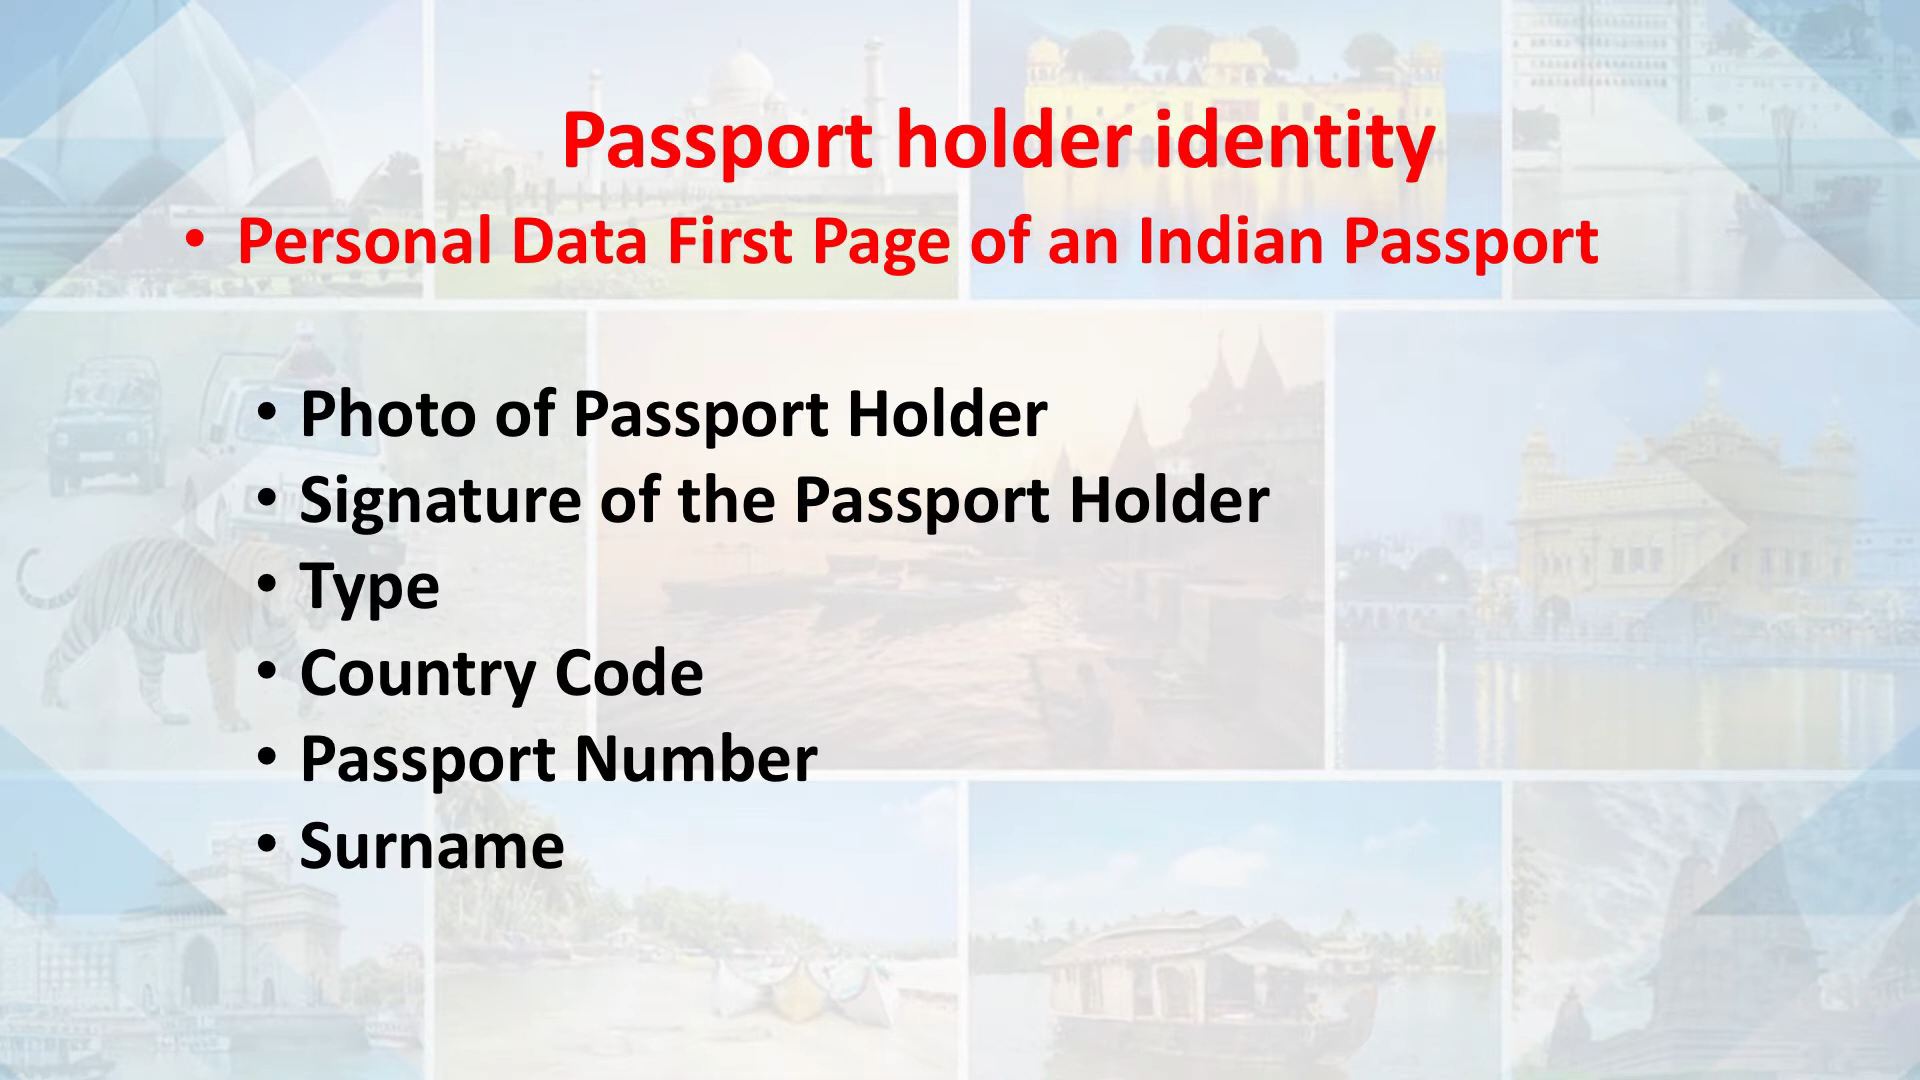 Passport holder identity
• Personal Data First Page of an Indian Passport
• Photo of Passport Holder
• Signature of the Passport Holder
• Type
• Country Code
• Passport Number
• Surname